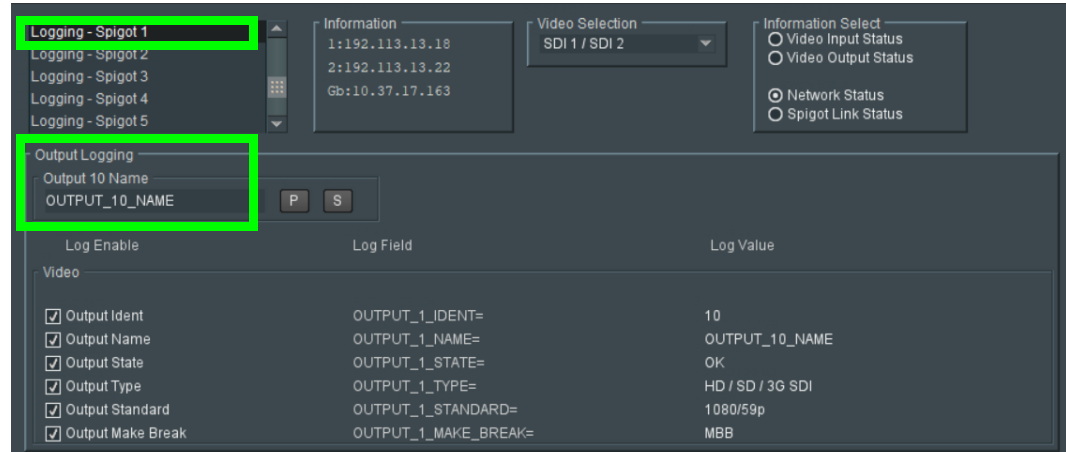 Logging - Spigot 1
Logging - Spigot 2
Logging - Spigot 3
Logging - Spigot 4
Logging - Spigot 5
Information
1:192.113.13.18
2:192.113.13.22
Gb:10.37.17.163
Video Selection
SDI 1 / SDI 2
Information Select
Video Input Status
Video Output Status
Network Status
Spigot Link Status
Output Logging
Output 10 Name
OUTPUT_10_NAME P S
Log Enable Log Field Log Value
Video
Output Ident OUTPUT_1_IDENT= 10
Output Name OUTPUT_1_NAME= OUTPUT_10_NAME
Output State OUTPUT_1_STATE= OK
Output Type OUTPUT_1_TYPE= HD / SD / 3G SDI
Output Standard OUTPUT_1_STANDARD= 1080/59p
Output Make Break OUTPUT_1_MAKE_BREAK= MBB